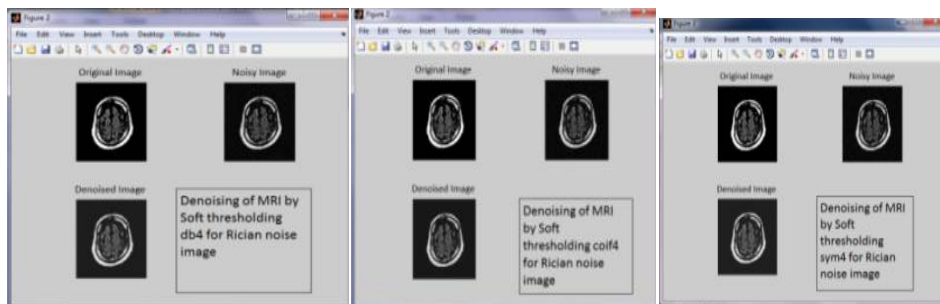 Figure 2
File Edit View Insert Tools Desktop Window Help
Original Image
Noisy Image
Denoised Image
Denoising of MRI by
Soft thresholding
db4 for Rician noise
image
Figure 2
File Edit View Insert Tools Desktop Window Help
Original Image
Noisy Image
Denoised Image
Denoising of MRI
by Soft
thresholding coif4
for Rician noise
image
Figure 2
File Edit View Insert Tools Desktop Window Help
Original Image
Noisy Image
Denoised Image
Denoising of MRI
by Soft
thresholding
sym4 for Rician
noise image